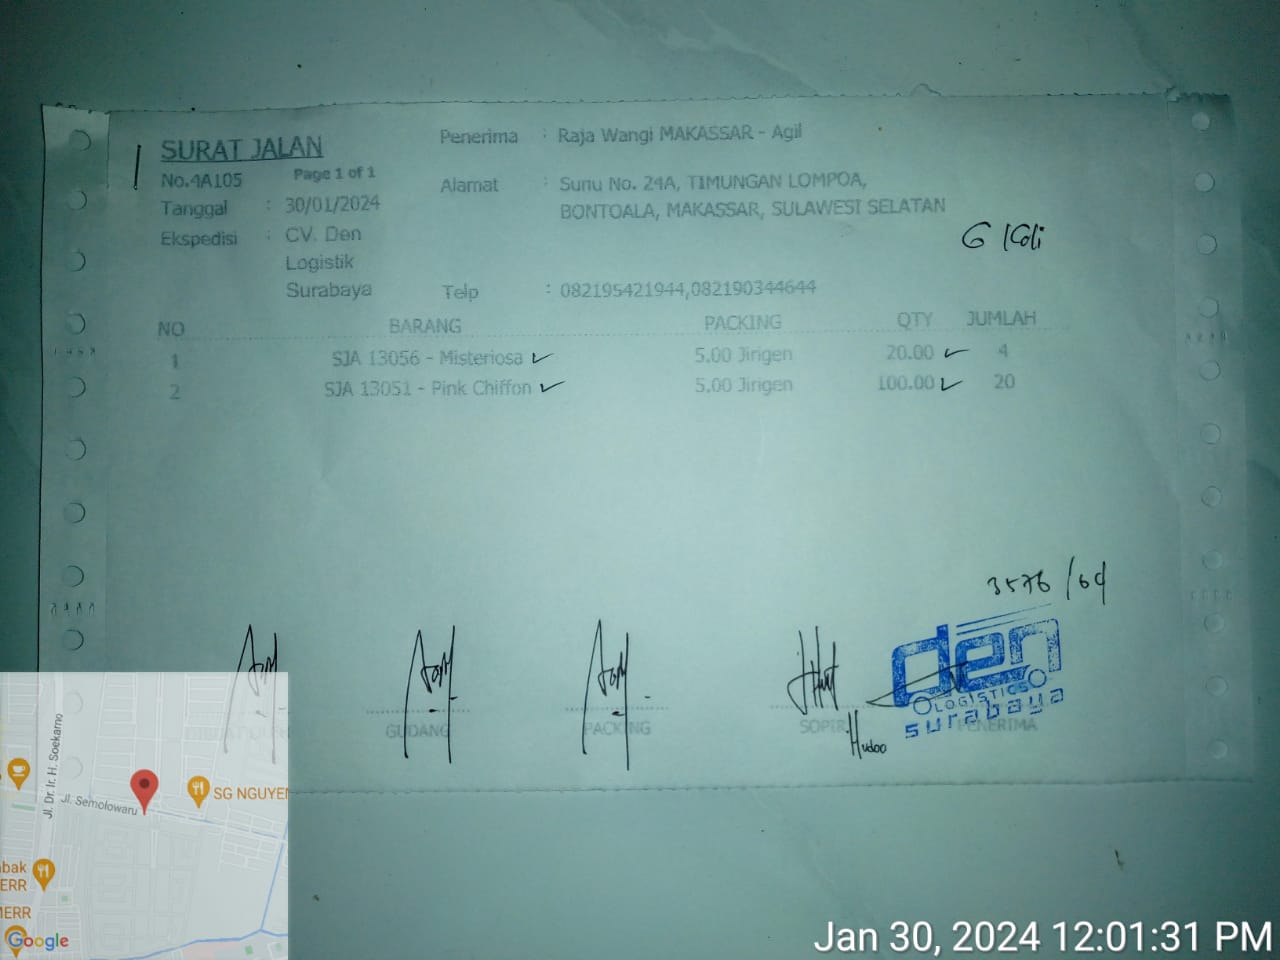 SURAT JALAN
No.4A105 Page 1 of 1
Tanggal : 30/01/2024
Ekspedisi : CV. Den
Logistik
Surabaya
Penerima : Raja Wangi MAKASSAR - Agil
Alamat : Sunu No. 24A, TIMUNGAN LOMPOA,
BONTOALA, MAKASSAR, SULAWESI SELATAN
6 Koli
Telp : 082195421944,082190344644
NO BARANG PACKING QTY JUMLAH
1 SJA 13056 - Misteriosa ✓ 5.00 Jirigen 20.00 ✓ 4
2 SJA 13051 - Pink Chiffon ✓ 5.00 Jirigen 100.00 ✓ 20
3576
den
LOGISTICS
surabaya
GUDANG PACKING SOPIR PENERIMA
Jl. Dr. Ir. H. Soekarno
Jl. Semolowaru
SG NGUYEN
bak
ERR
MERR
Google
Jan 30, 2024 12:01:31 PM